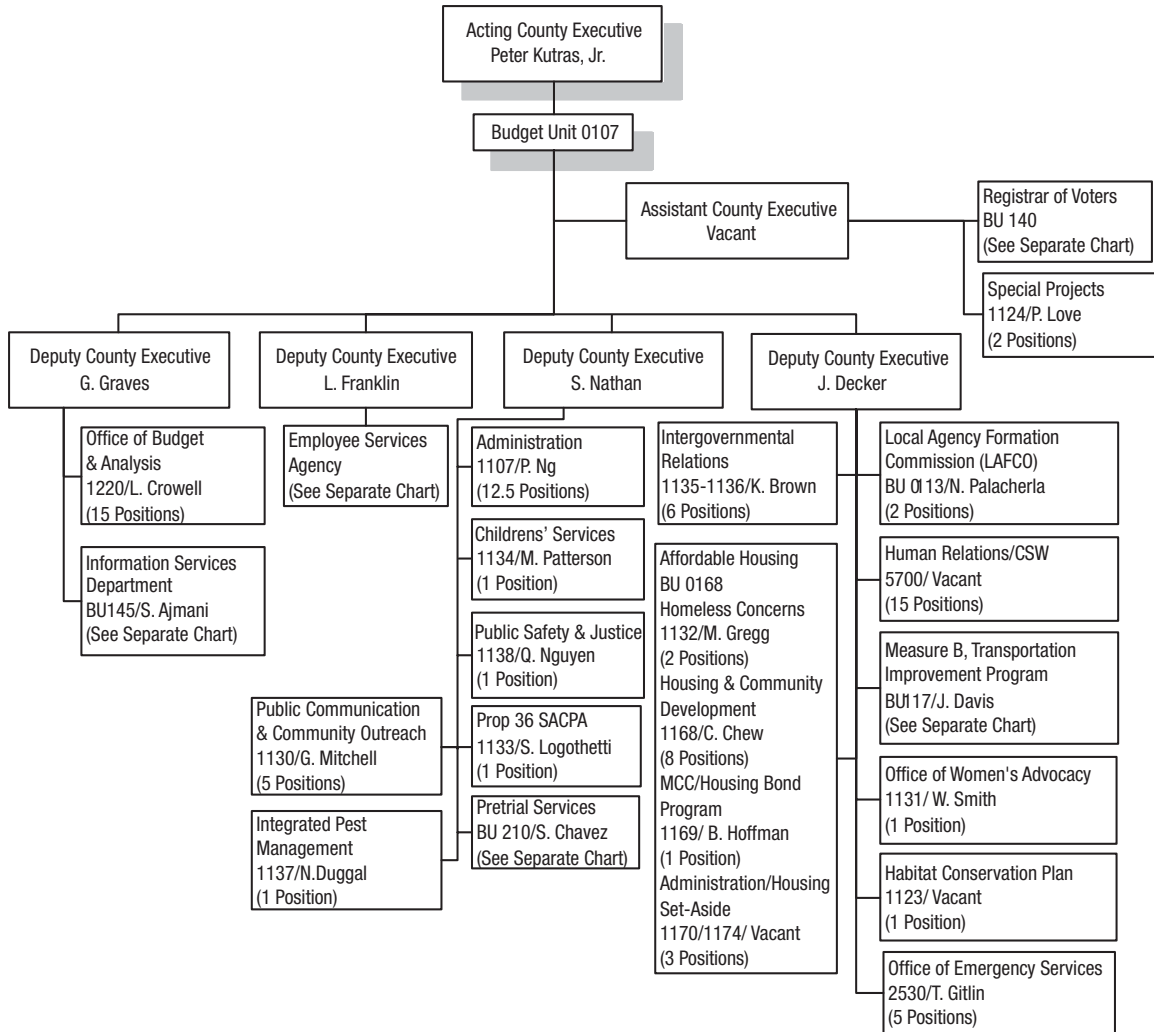 Acting County Executive
Peter Kutras, Jr.
Budget Unit 0107
Assistant County Executive
Vacant
Registrar of Voters
BU 140
(See Separate Chart)
Special Projects
1124/P. Love
(2 Positions)
Deputy County Executive
G. Graves
Deputy County Executive
L. Franklin
Deputy County Executive
S. Nathan
Deputy County Executive
J. Decker
Office of Budget
& Analysis
1220/L. Crowell
(15 Positions)
Information Services
Department
BU145/S. Ajmani
(See Separate Chart)
Employee Services
Agency
(See Separate Chart)
Administration
1107/P. Ng
(12.5 Positions)
Childrens’ Services
1134/M. Patterson
(1 Position)
Public Safety & Justice
1138/Q. Nguyen
(1 Position)
Public Communication
& Community Outreach
1130/G. Mitchell
(5 Positions)
Prop 36 SACPA
1133/S. Logothetti
(1 Position)
Integrated Pest
Management
1137/N.Duggal
(1 Position)
Pretrial Services
BU 210/S. Chavez
(See Separate Chart)
Intergovernmental
Relations
1135-1136/K. Brown
(6 Positions)
Affordable Housing
BU 0168
Homeless Concerns
1132/M. Gregg
(2 Positions)
Housing & Community
Development
1168/C. Chew
(8 Positions)
MCC/Housing Bond
Program
1169/ B. Hoffman
(1 Position)
Administration/Housing
Set-Aside
1170/1174/ Vacant
(3 Positions)
Local Agency Formation
Commission (LAFCO)
BU 0113/N. Palacherla
(2 Positions)
Human Relations/CSW
5700/ Vacant
(15 Positions)
Measure B, Transportation
Improvement Program
BU117/J. Davis
(See Separate Chart)
Office of Women's Advocacy
1131/ W. Smith
(1 Position)
Habitat Conservation Plan
1123/ Vacant
(1 Position)
Office of Emergency Services
2530/T. Gitlin
(5 Positions)